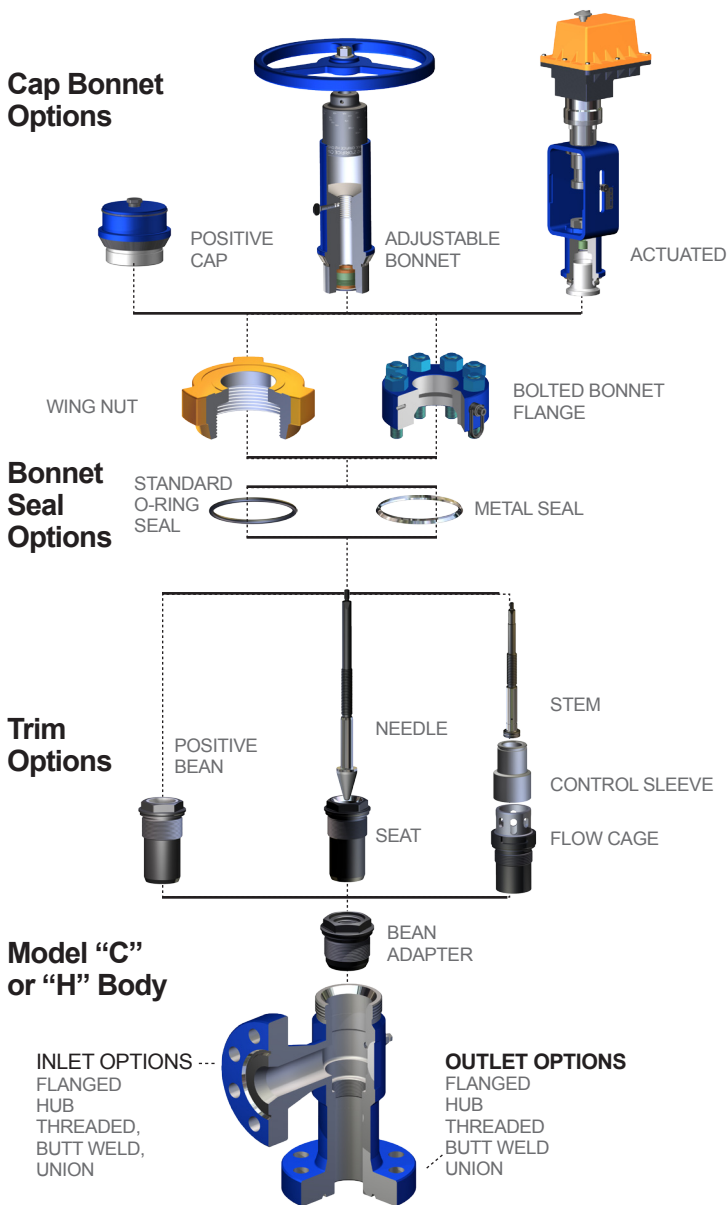 Cap Bonnet
Options
POSITIVE
CAP
ADJUSTABLE
BONNET
ACTUATED
WING NUT
BOLTED BONNET
FLANGE
Bonnet
Seal
Options
STANDARD
O-RING
SEAL
METAL SEAL
Trim
Options
POSITIVE
BEAN
NEEDLE
SEAT
STEM
CONTROL SLEEVE
FLOW CAGE
BEAN
ADAPTER
Model “C”
or “H” Body
INLET OPTIONS
FLANGED
HUB
THREADED,
BUTT WELD,
UNION
OUTLET OPTIONS
FLANGED
HUB
THREADED
BUTT WELD
UNION